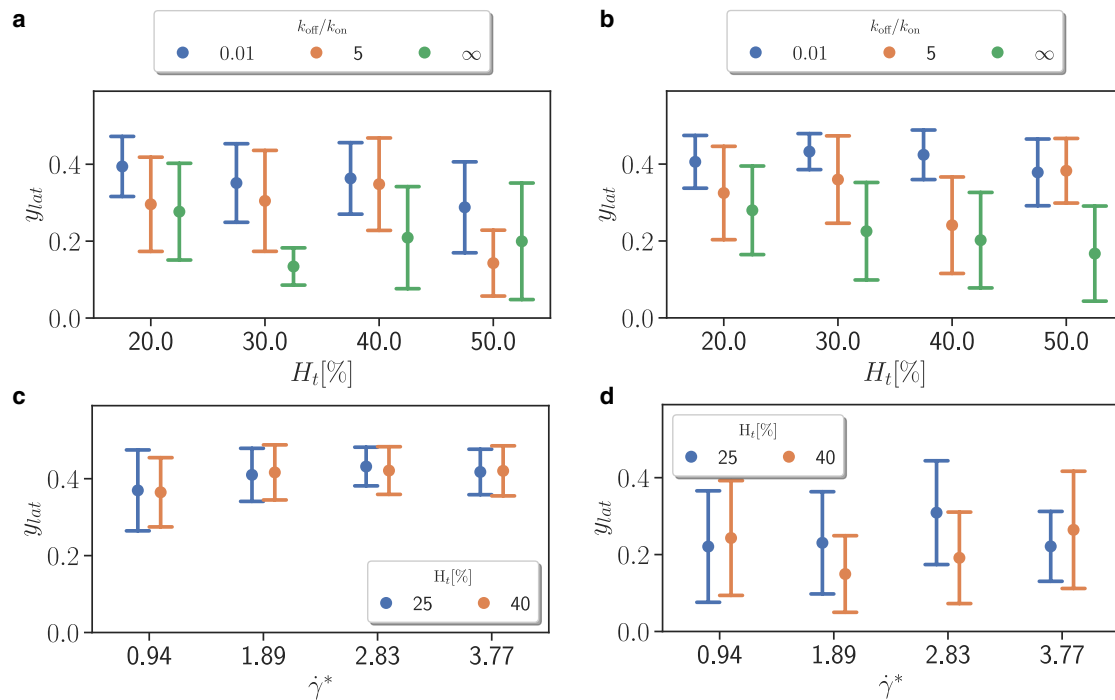 a
k_off/k_on
0.01 5 ∞
y_lat
0.4
0.2
0.0
20.0 30.0 40.0 50.0
H_t[%]
b
k_off/k_on
0.01 5 ∞
y_lat
0.4
0.2
0.0
20.0 30.0 40.0 50.0
H_t[%]
c
y_lat
0.4
0.2
0.0
H_t[%]
25 40
0.94 1.89 2.83 3.77
γ̇*
d
H_t[%]
25 40
y_lat
0.4
0.2
0.0
0.94 1.89 2.83 3.77
γ̇*